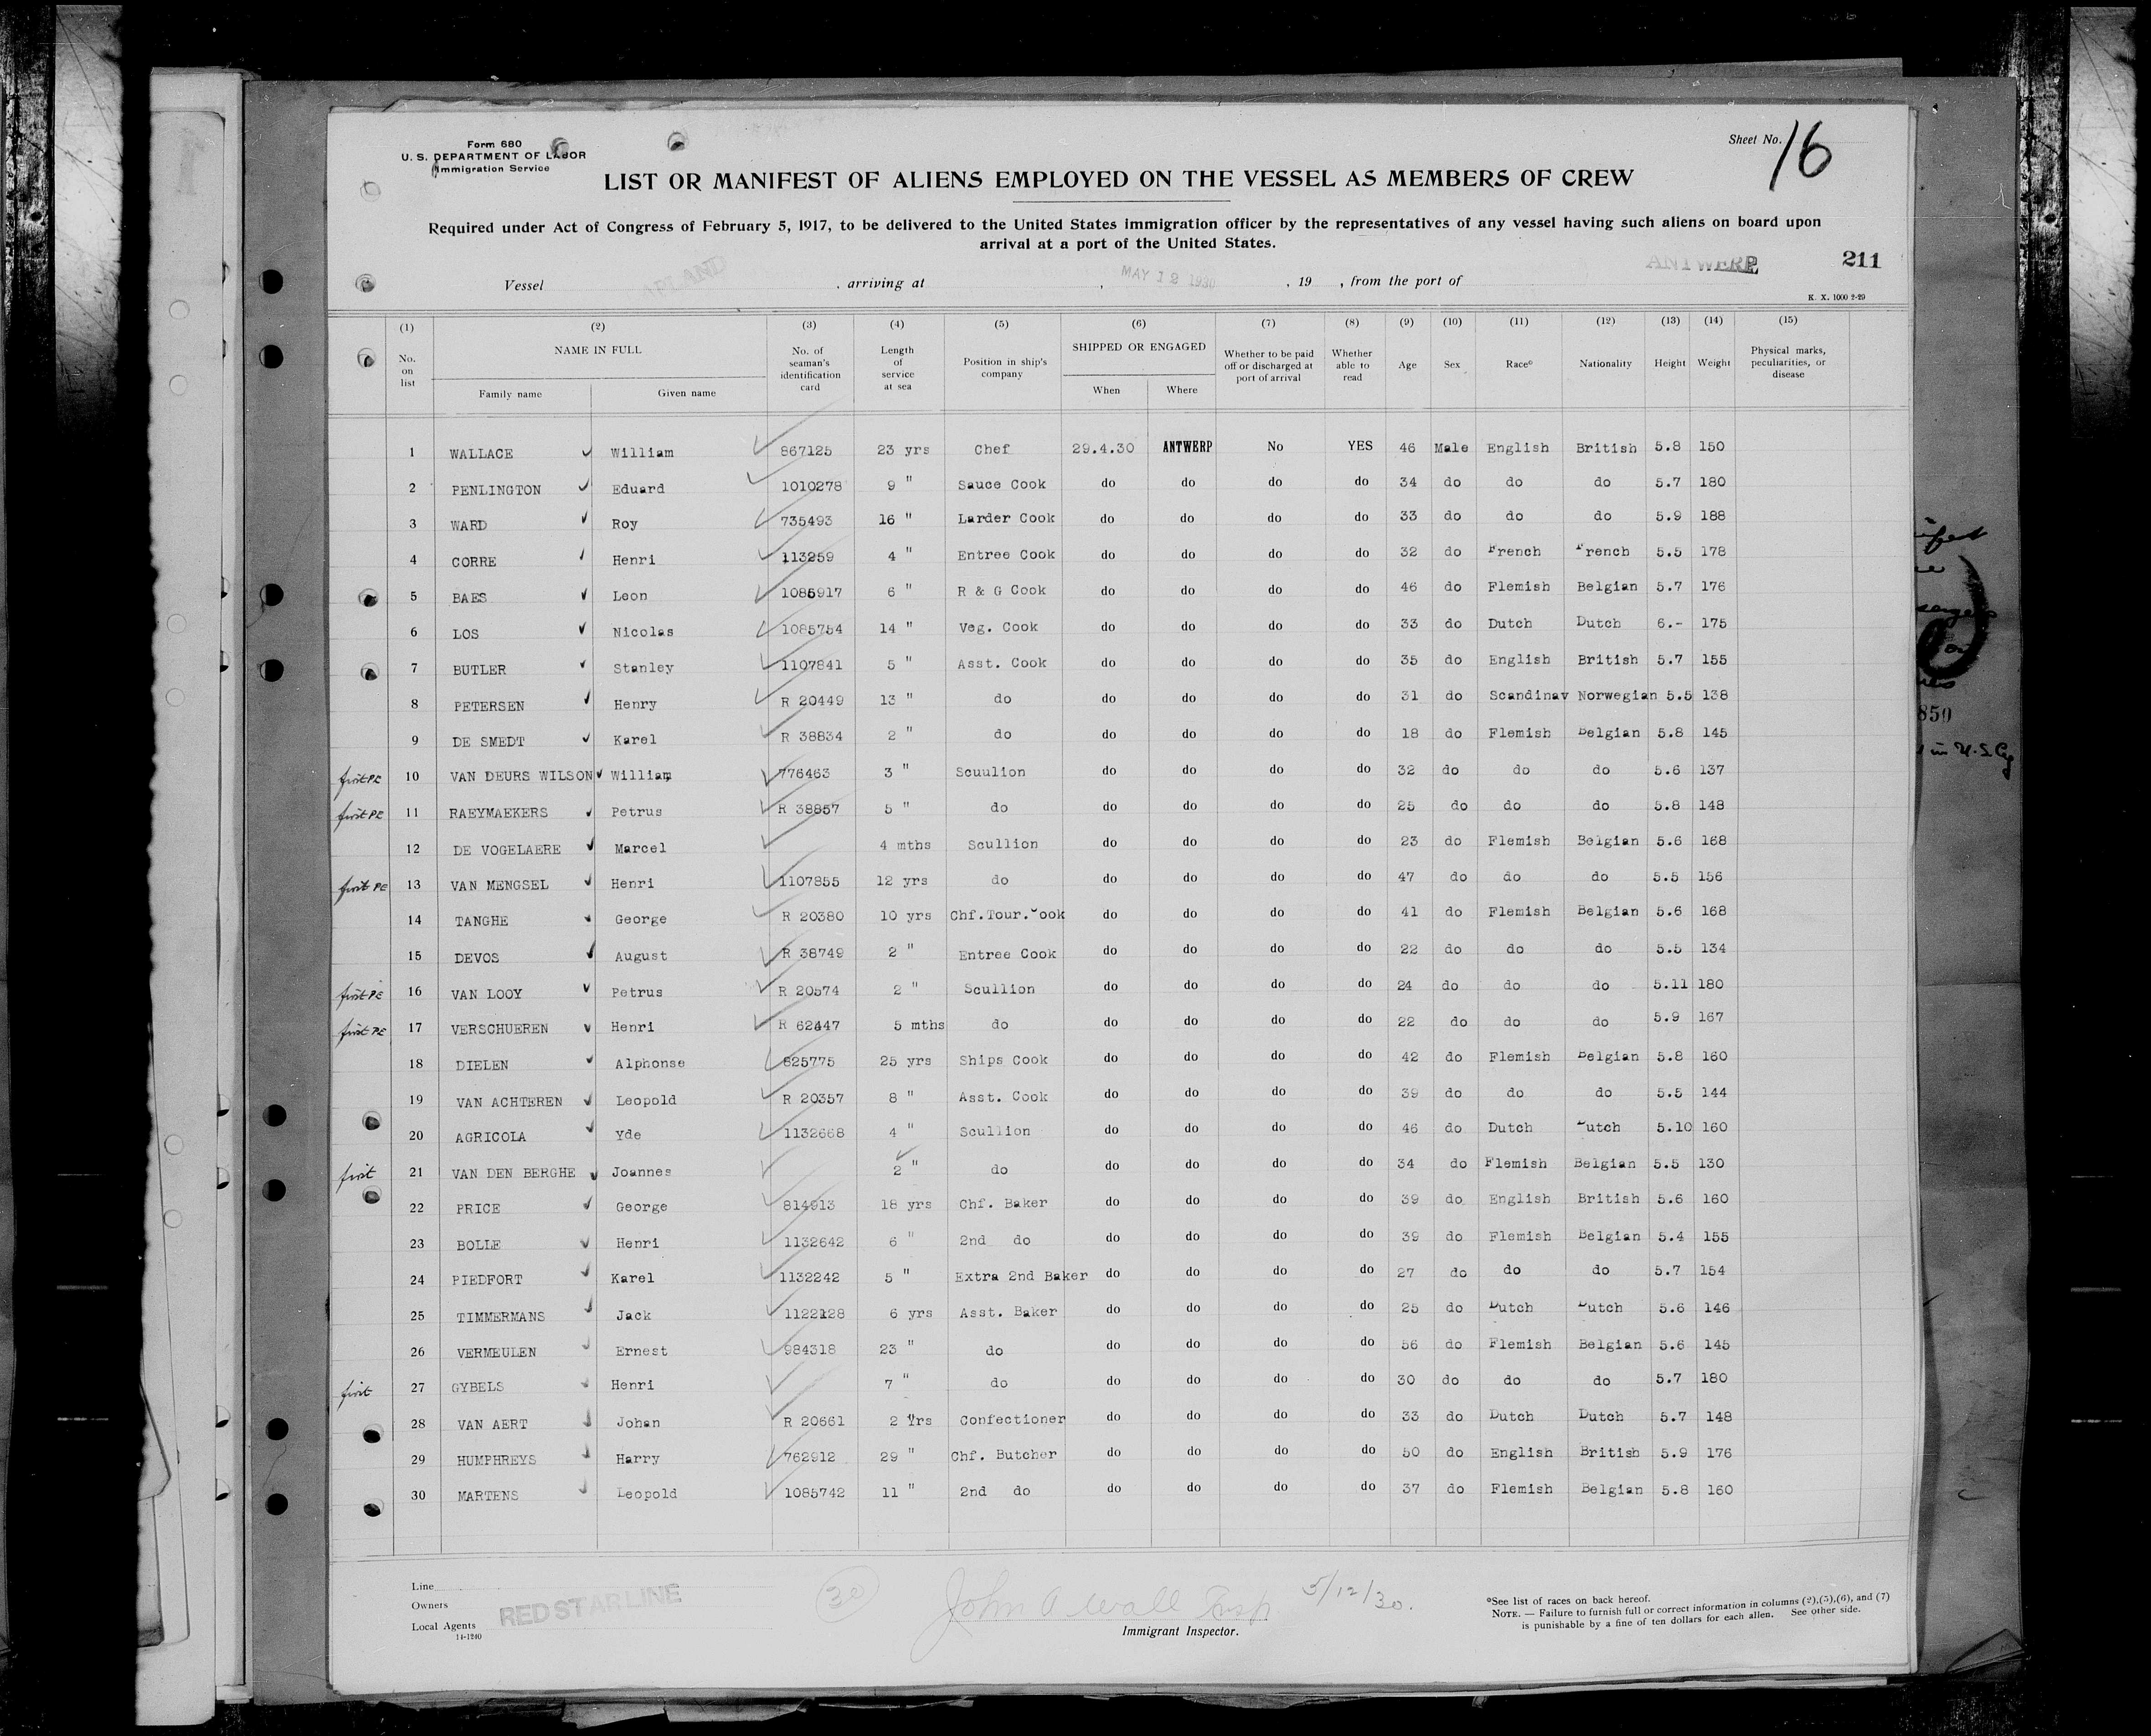 Form 680
U. S. DEPARTMENT OF LABOR
Immigration Service
Sheet No. 16
LIST OR MANIFEST OF ALIENS EMPLOYED ON THE VESSEL AS MEMBERS OF CREW
Required under Act of Congress of February 5, 1917, to be delivered to the United States immigration officer by the representatives of any vessel having such aliens on board upon
arrival at a port of the United States.
Vessel , arriving at MAY 12 1930 , 19 , from the port of ANTWERP 211
K. X. 1000 2-29
(1) (2) (3) (4) (5) (6) (7) (8) (9) (10) (11) (12) (13) (14) (15)
No. on list NAME IN FULL Family name Given name No. of seaman's identification card Length of service at sea Position in ship's company SHIPPED OR ENGAGED When Where Whether to be paid off or discharged at port of arrival Whether able to read Age Sex Race* Nationality Height Weight Physical marks, peculiarities, or disease
1 WALLACE William 867125 23 yrs Chef 29.4.30 ANTWERP No YES 46 Male English British 5.8 150
2 PENLINGTON Eduard 1010278 9 " Sauce Cook do do do do 34 do do do 5.7 180
3 WARD Roy 735493 16 " Larder Cook do do do do 33 do do do 5.9 188
4 CORRE Henri 113259 4 " Entree Cook do do do do 32 do French French 5.5 178
5 BAES Leon 1085917 6 " R & G Cook do do do do 46 do Flemish Belgian 5.7 176
6 LOS Nicolas 1085754 14 " Veg. Cook do do do do 33 do Dutch Dutch 6.- 175
7 BUTLER Stanley 1107841 5 " Asst. Cook do do do do 35 do English British 5.7 155
8 PETERSEN Henry R 20449 13 " do do do do do 31 do Scandinav Norwegian 5.5 138
9 DE SMEDT Karel R 38834 2 " do do do do do 18 do Flemish Belgian 5.8 145
first PE 10 VAN DEURS WILSON William 776463 3 " Scuulion do do do do 32 do do do 5.6 137
first PE 11 RAEYMAEKERS Petrus R 38857 5 " do do do do do 25 do do do 5.8 148
12 DE VOGELAERE Marcel 4 mths Scullion do do do do 23 do Flemish Belgian 5.6 168
first PE 13 VAN MENGSEL Henri 1107855 12 yrs do do do do do 47 do do do 5.5 156
14 TANGHE George R 20380 10 yrs Chf.Tour.Cook do do do do 41 do Flemish Belgian 5.6 168
15 DEVOS August R 38749 2 " Entree Cook do do do do 22 do do do 5.5 134
first PE 16 VAN LOOY Petrus R 20574 2 " Scullion do do do do 24 do do do 5.11 180
first PE 17 VERSCHUEREN Henri R 62447 5 mths do do do do do 22 do do do 5.9 167
18 DIELEN Alphonse 825775 25 yrs Ships Cook do do do do 42 do Flemish Belgian 5.8 160
19 VAN ACHTEREN Leopold R 20357 8 " Asst. Cook do do do do 39 do do do 5.5 144
20 AGRICOLA Yde 1132668 4 " Scullion do do do do 46 do Dutch Dutch 5.10 160
first 21 VAN DEN BERGHE Joannes 2 " do do do do do 34 do Flemish Belgian 5.5 130
22 PRICE George 814913 18 yrs Chf. Baker do do do do 39 do English British 5.6 160
23 BOLLE Henri 1132642 6 " 2nd do do do do do 39 do Flemish Belgian 5.4 155
24 PIEDFORT Karel 1132242 5 " Extra 2nd Baker do do do do 27 do do do 5.7 154
25 TIMMERMANS Jack 1122128 6 yrs Asst. Baker do do do do 25 do Dutch Dutch 5.6 146
26 VERMEULEN Ernest 984318 23 " do do do do do 56 do Flemish Belgian 5.6 145
first 27 GYBELS Henri 7 " do do do do do 30 do do do 5.7 180
28 VAN AERT Johan R 20661 2 Yrs Confectioner do do do do 33 do Dutch Dutch 5.7 148
29 HUMPHREYS Harry 762912 29 " Chf. Butcher do do do do 50 do English British 5.9 176
30 MARTENS Leopold 1085742 11 " 2nd do do do do do 37 do Flemish Belgian 5.8 160
Line
Owners RED STAR LINE
Local Agents
14-1240
30
John A Wall Insp 5/12/30.
Immigrant Inspector.
*See list of races on back hereof.
NOTE. — Failure to furnish full or correct information in columns (2),(5),(6), and (7)
is punishable by a fine of ten dollars for each alien. See other side.
850
in U.S.